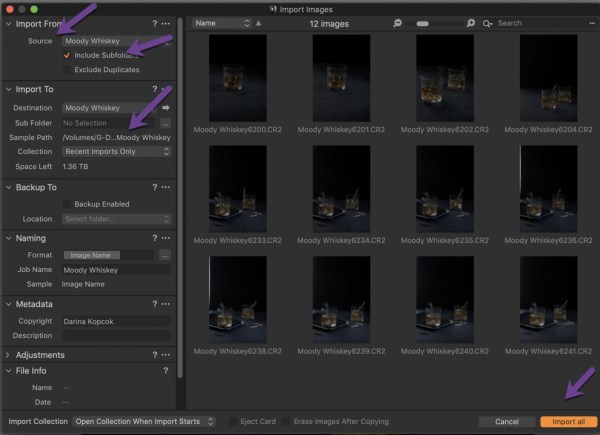 Import Images
Import From ? •••
Source Moody Whiskey
Include Subfolders
Exclude Duplicates
Import To ? •••
Destination Moody Whiskey
Sub Folder No Selection ...
Sample Path /Volumes/G-D...Moody Whiskey
Collection Recent Imports Only
Space Left 1.36 TB
Backup To ? •••
Backup Enabled
Location Select folder...
Naming ? •••
Format Image Name ...
Job Name Moody Whiskey
Sample Image Name
Metadata ? •••
Copyright Darina Kopcok
Description
Adjustments ? •••
File Info ? •••
Name --
Date --
Name 12 images Search •••
Moody Whiskey6200.CR2 Moody Whiskey6201.CR2 Moody Whiskey6202.CR2 Moody Whiskey6204.CR2
Moody Whiskey6233.CR2 Moody Whiskey6234.CR2 Moody Whiskey6235.CR2 Moody Whiskey6236.CR2
Moody Whiskey6238.CR2 Moody Whiskey6239.CR2 Moody Whiskey6240.CR2 Moody Whiskey6241.CR2
Import Collection Open Collection When Import Starts Eject Card Erase Images After Copying Cancel Import all